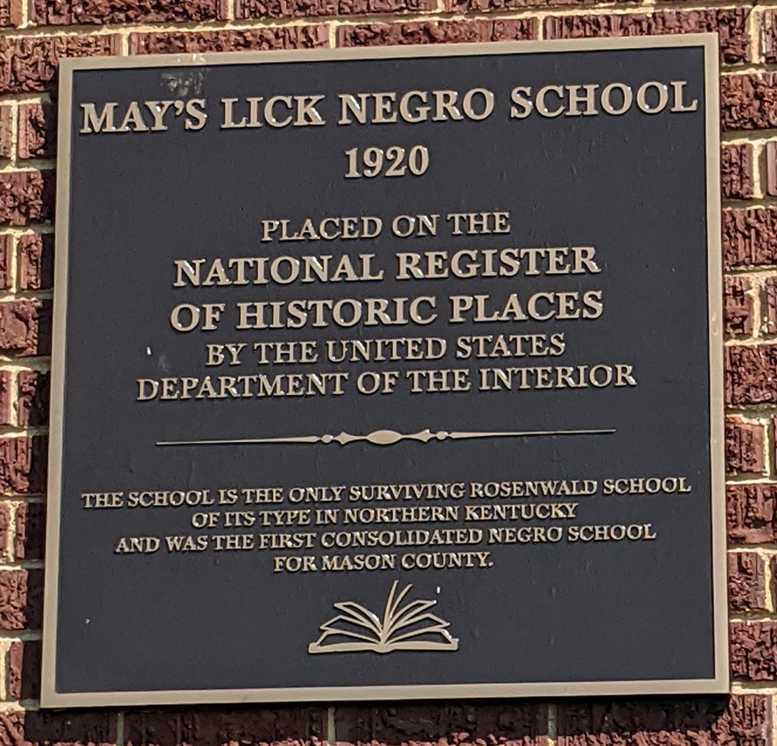 MAY'S LICK NEGRO SCHOOL
1920
PLACED ON THE
NATIONAL REGISTER
OF HISTORIC PLACES
BY THE UNITED STATES
DEPARTMENT OF THE INTERIOR
THE SCHOOL IS THE ONLY SURVIVING ROSENWALD SCHOOL
OF ITS TYPE IN NORTHERN KENTUCKY
AND WAS THE FIRST CONSOLIDATED NEGRO SCHOOL
FOR MASON COUNTY.